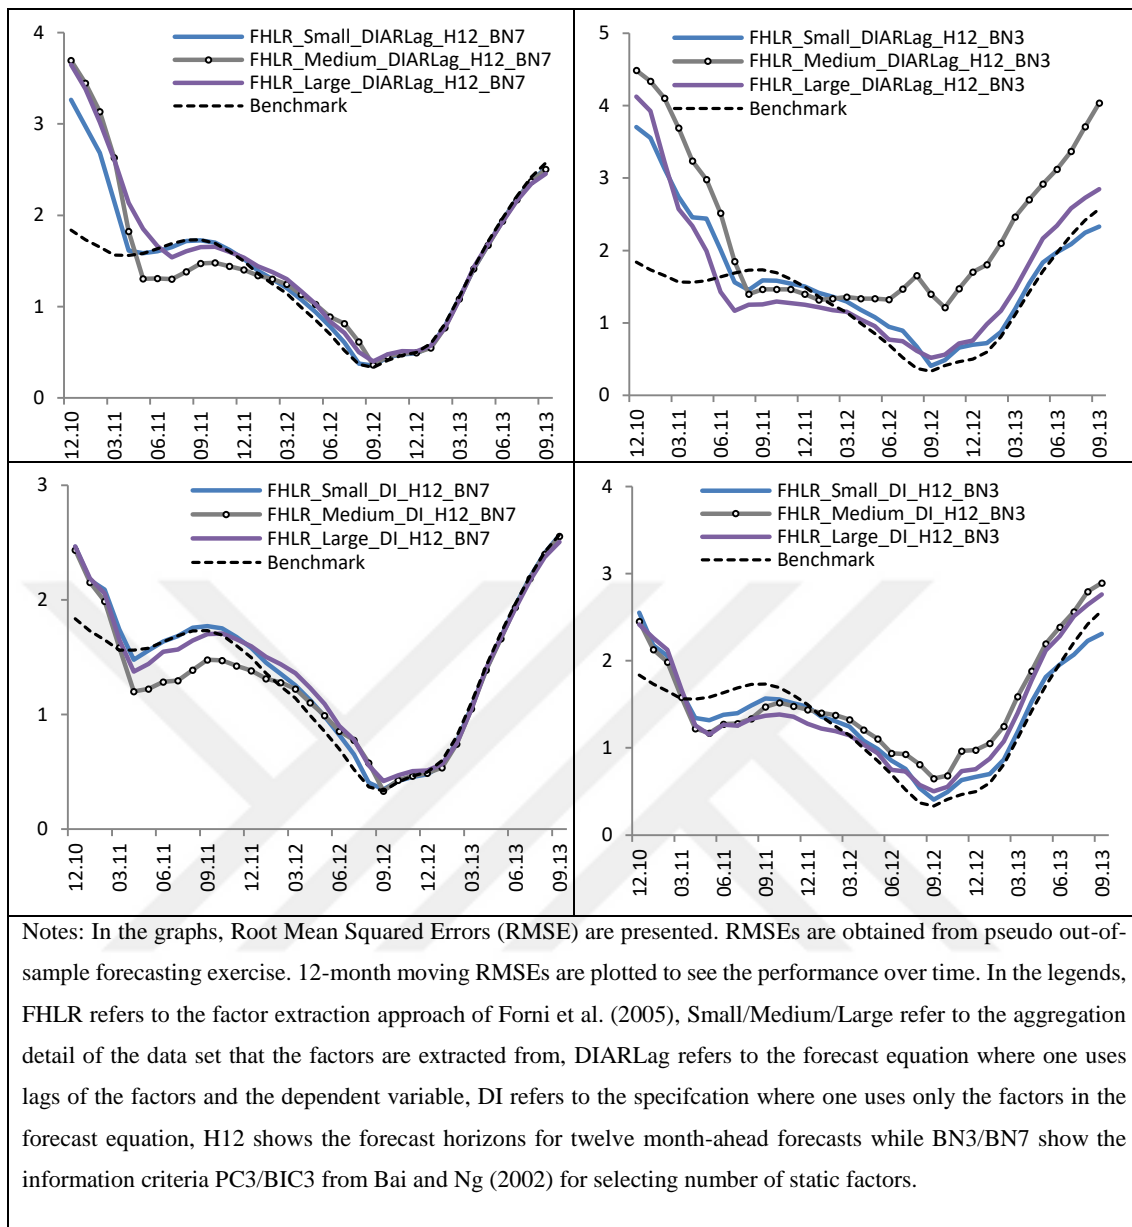 4
3
2
1
0
FHLR_Small_DIARLag_H12_BN7
FHLR_Medium_DIARLag_H12_BN7
FHLR_Large_DIARLag_H12_BN7
Benchmark
12.10
03.11
06.11
09.11
12.11
03.12
06.12
09.12
12.12
03.13
06.13
09.13
5
4
3
2
1
0
FHLR_Small_DIARLag_H12_BN3
FHLR_Medium_DIARLag_H12_BN3
FHLR_Large_DIARLag_H12_BN3
Benchmark
12.10
03.11
06.11
09.11
12.11
03.12
06.12
09.12
12.12
03.13
06.13
09.13
3
2
1
0
FHLR_Small_DI_H12_BN7
FHLR_Medium_DI_H12_BN7
FHLR_Large_DI_H12_BN7
Benchmark
12.10
03.11
06.11
09.11
12.11
03.12
06.12
09.12
12.12
03.13
06.13
09.13
4
3
2
1
0
FHLR_Small_DI_H12_BN3
FHLR_Medium_DI_H12_BN3
FHLR_Large_DI_H12_BN3
Benchmark
12.10
03.11
06.11
09.11
12.11
03.12
06.12
09.12
12.12
03.13
06.13
09.13
Notes: In the graphs, Root Mean Squared Errors (RMSE) are presented. RMSEs are obtained from pseudo out-of-
sample forecasting exercise. 12-month moving RMSEs are plotted to see the performance over time. In the legends,
FHLR refers to the factor extraction approach of Forni et al. (2005), Small/Medium/Large refer to the aggregation
detail of the data set that the factors are extracted from, DIARLag refers to the forecast equation where one uses
lags of the factors and the dependent variable, DI refers to the specifcation where one uses only the factors in the
forecast equation, H12 shows the forecast horizons for twelve month-ahead forecasts while BN3/BN7 show the
information criteria PC3/BIC3 from Bai and Ng (2002) for selecting number of static factors.